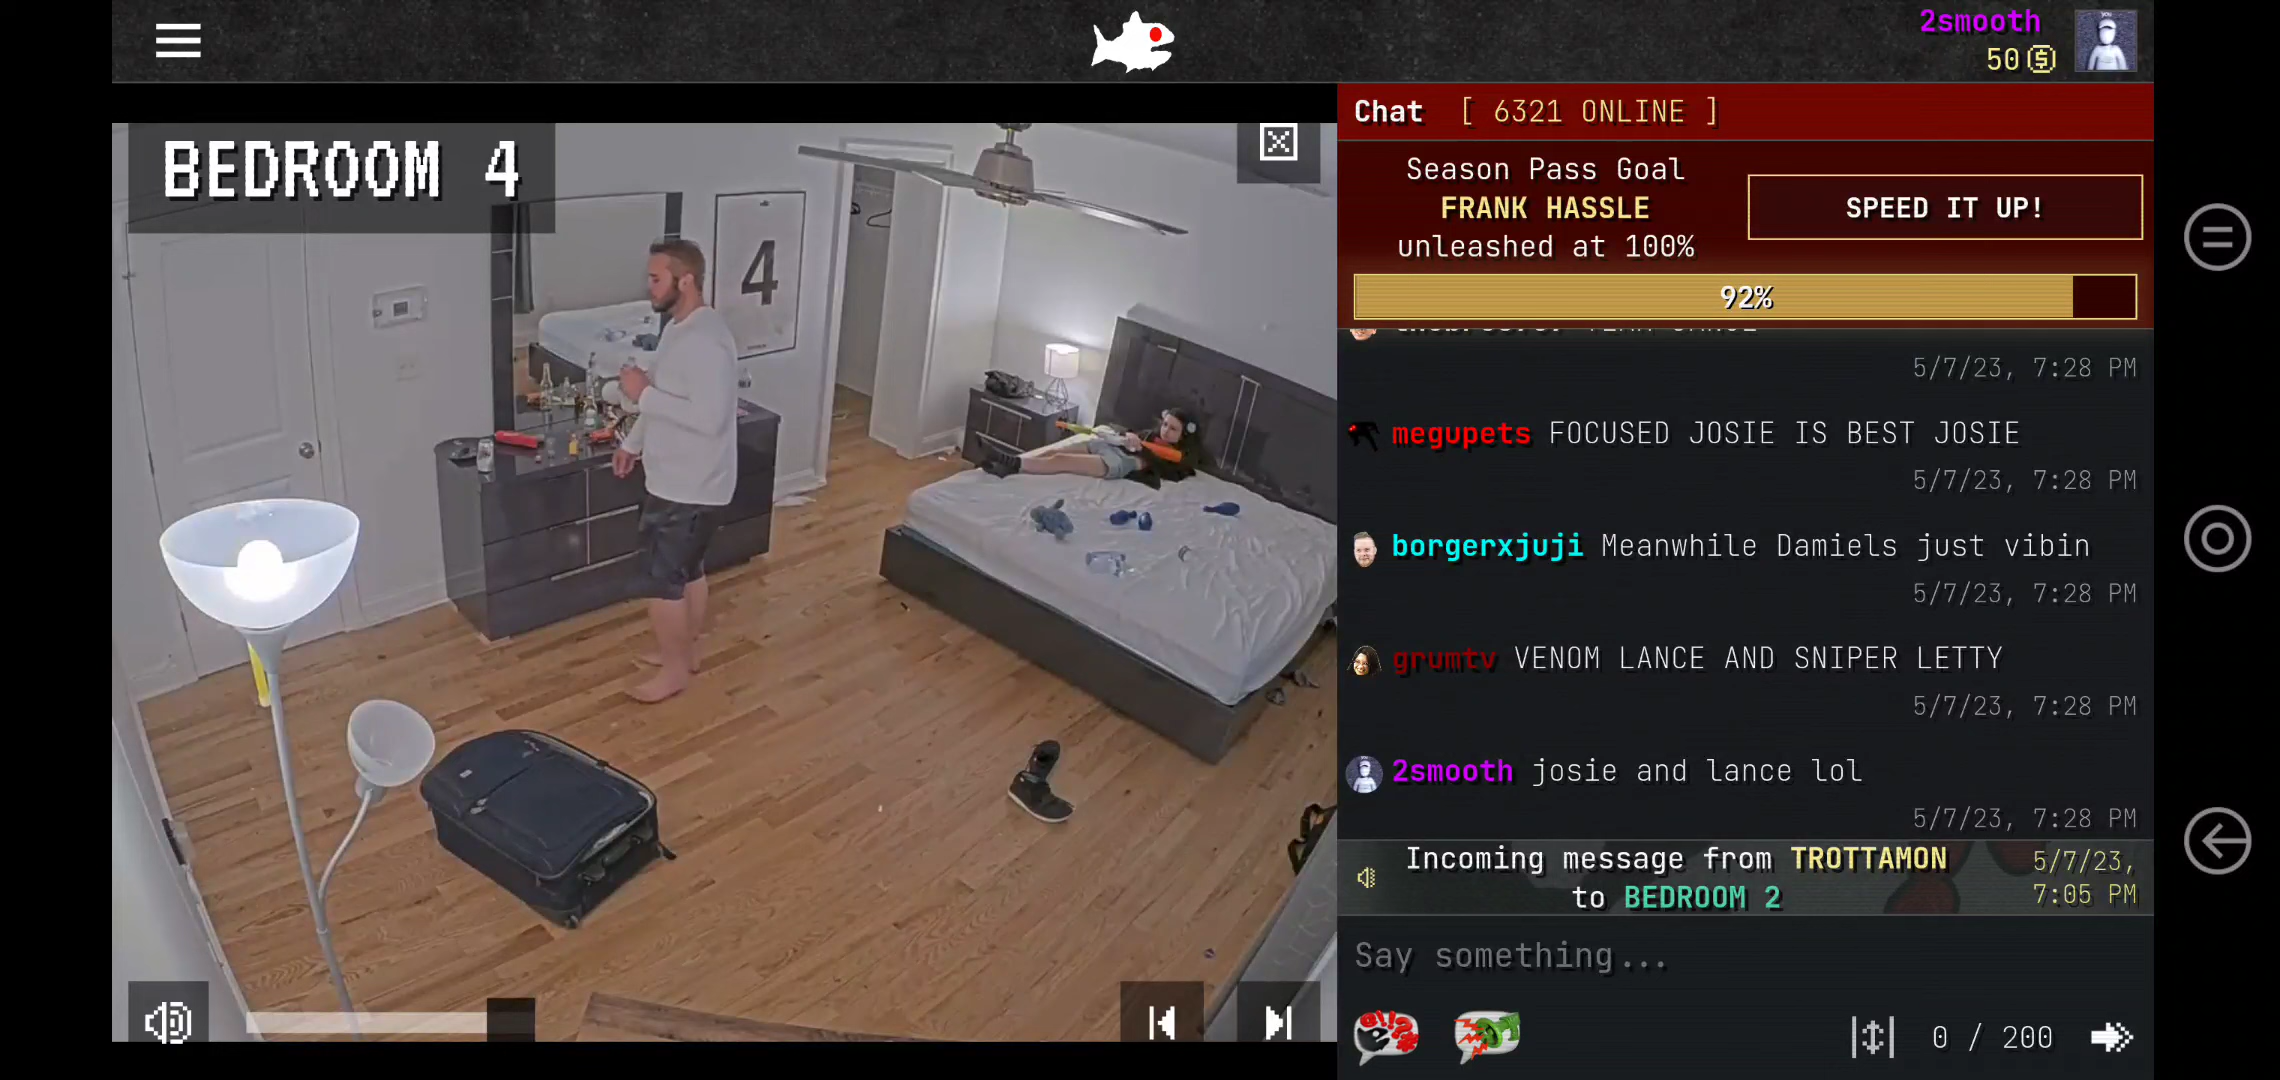 2smooth
50
BEDROOM 4
4
Chat [ 6321 ONLINE ]
Season Pass Goal
FRANK HASSLE
unleashed at 100%
SPEED IT UP!
92%
5/7/23, 7:28 PM
megupets FOCUSED JOSIE IS BEST JOSIE
5/7/23, 7:28 PM
borgerxjuji Meanwhile Damiels just vibin
5/7/23, 7:28 PM
grumtv VENOM LANCE AND SNIPER LETTY
5/7/23, 7:28 PM
2smooth josie and lance lol
5/7/23, 7:28 PM
Incoming message from TROTTAMON
to BEDROOM 2
5/7/23,
7:05 PM
Say something...
0 / 200